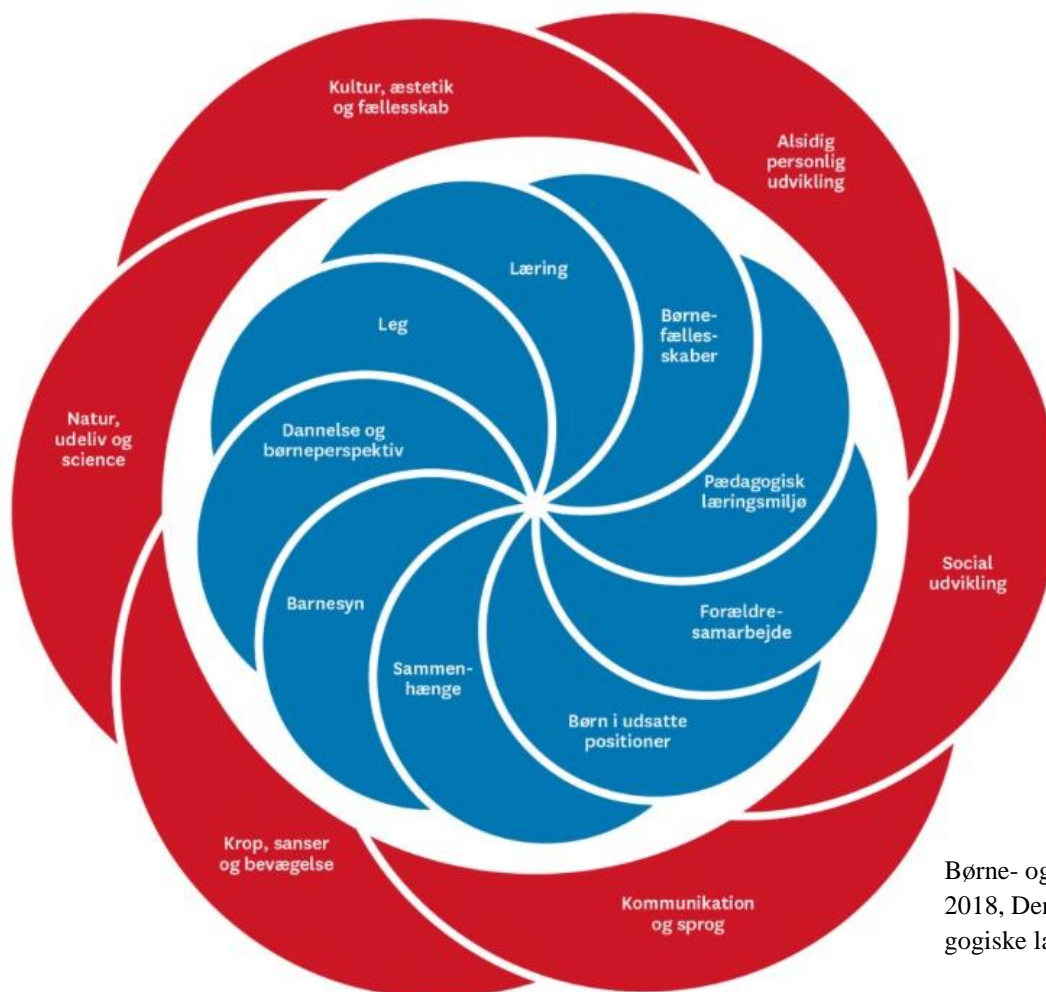 Kultur, æstetik
og fællesskab
Alsidig
personlig
udvikling
Læring
Børne-
fælles-
skaber
Leg
Natur,
udeliv og
science
Dannelse og
børneperspektiv
Pædagogisk
læringsmiljø
Social
udvikling
Barnesyn
Forældre-
samarbejde
Sammen-
hænge
Børn i udsatte
positioner
Krop, sanser
og bevægelse
Kommunikation
og sprog
Børne- og
2018, De
gogiske